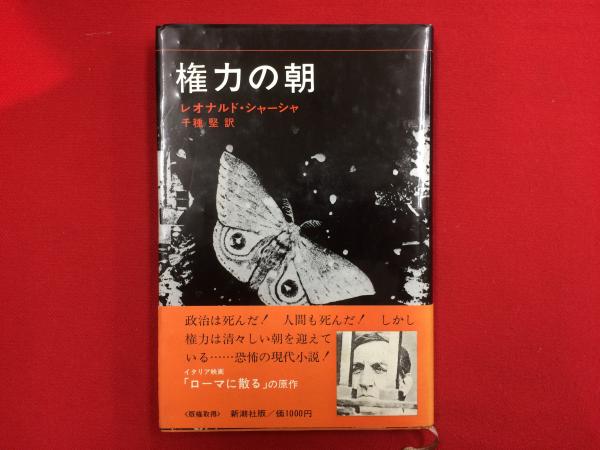 権力の朝
レオナルド・シャーシャ
千種 堅 訳
政治は死んだ! 人間も死んだ! しかし
権力は清々しい朝を迎えて
いる……恐怖の現代小説!
イタリア映画
「ローマに散る」の原作
〈版権取得〉 新潮社版/価1000円